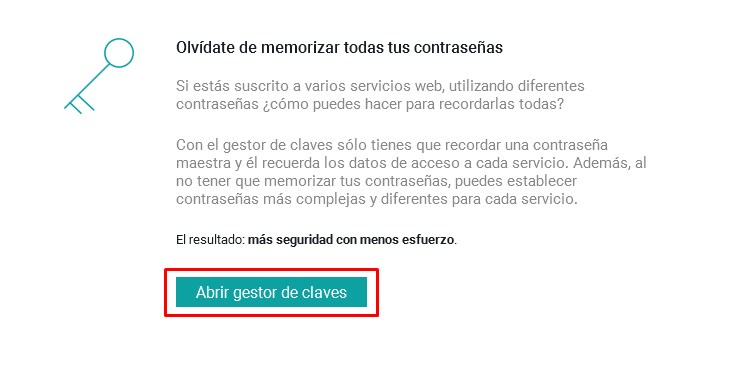 Olvídate de memorizar todas tus contraseñas
Si estás suscrito a varios servicios web, utilizando diferentes
contraseñas ¿cómo puedes hacer para recordarlas todas?
Con el gestor de claves sólo tienes que recordar una contraseña
maestra y él recuerda los datos de acceso a cada servicio. Además, al
no tener que memorizar tus contraseñas, puedes establecer
contraseñas más complejas y diferentes para cada servicio.
El resultado: más seguridad con menos esfuerzo.
Abrir gestor de claves